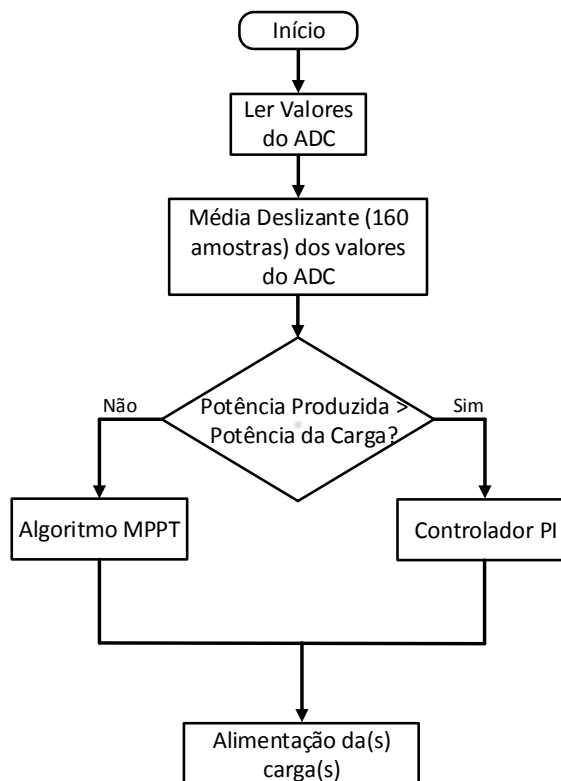 Início
Ler Valores
do ADC
Média Deslizante (160
amostras) dos valores
do ADC
Não
Potência Produzida >
Potência da Carga?
Sim
Algoritmo MPPT
Controlador PI
Alimentação da(s)
carga(s)